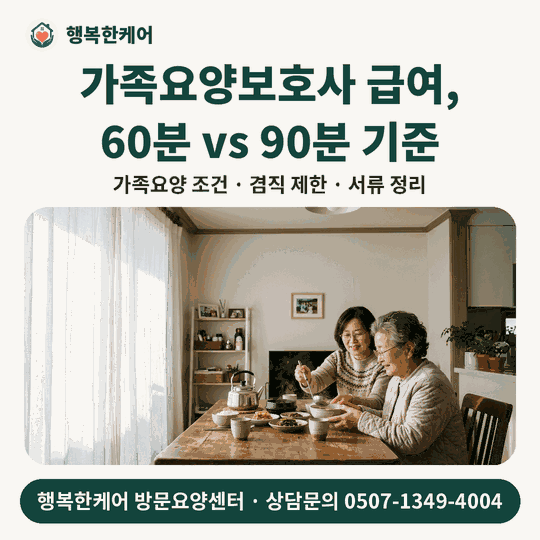 행복한케어
가족요양보호사 급여,
60분 vs 90분 기준
가족요양 조건 · 겸직 제한 · 서류 정리
행복한케어 방문요양센터 · 상담문의 0507-1349-4004